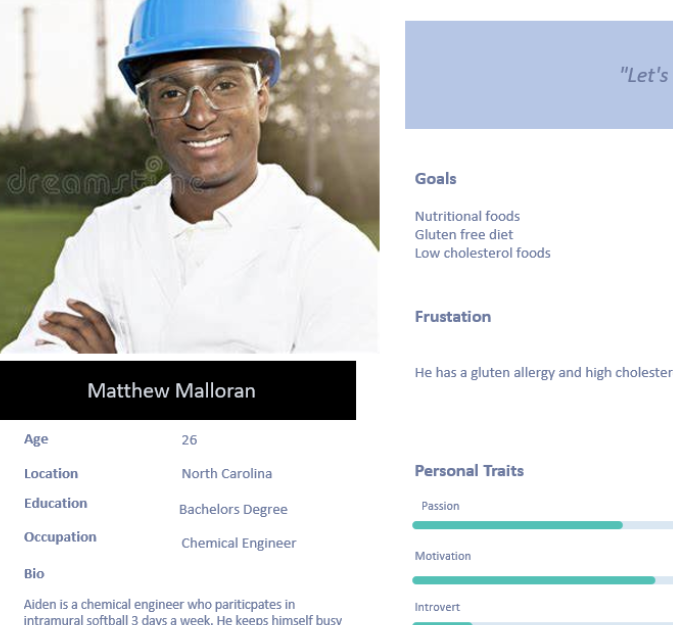 dreamstime
Matthew Malloran
Age 26
Location North Carolina
Education Bachelors Degree
Occupation Chemical Engineer
Bio
Aiden is a chemical engineer who pariticpates in
intramural softball 3 days a week. He keeps himself busy
"Let's
Goals
Nutritional foods
Gluten free diet
Low cholesterol foods
Frustation
He has a gluten allergy and high cholester
Personal Traits
Passion
Motivation
Introvert